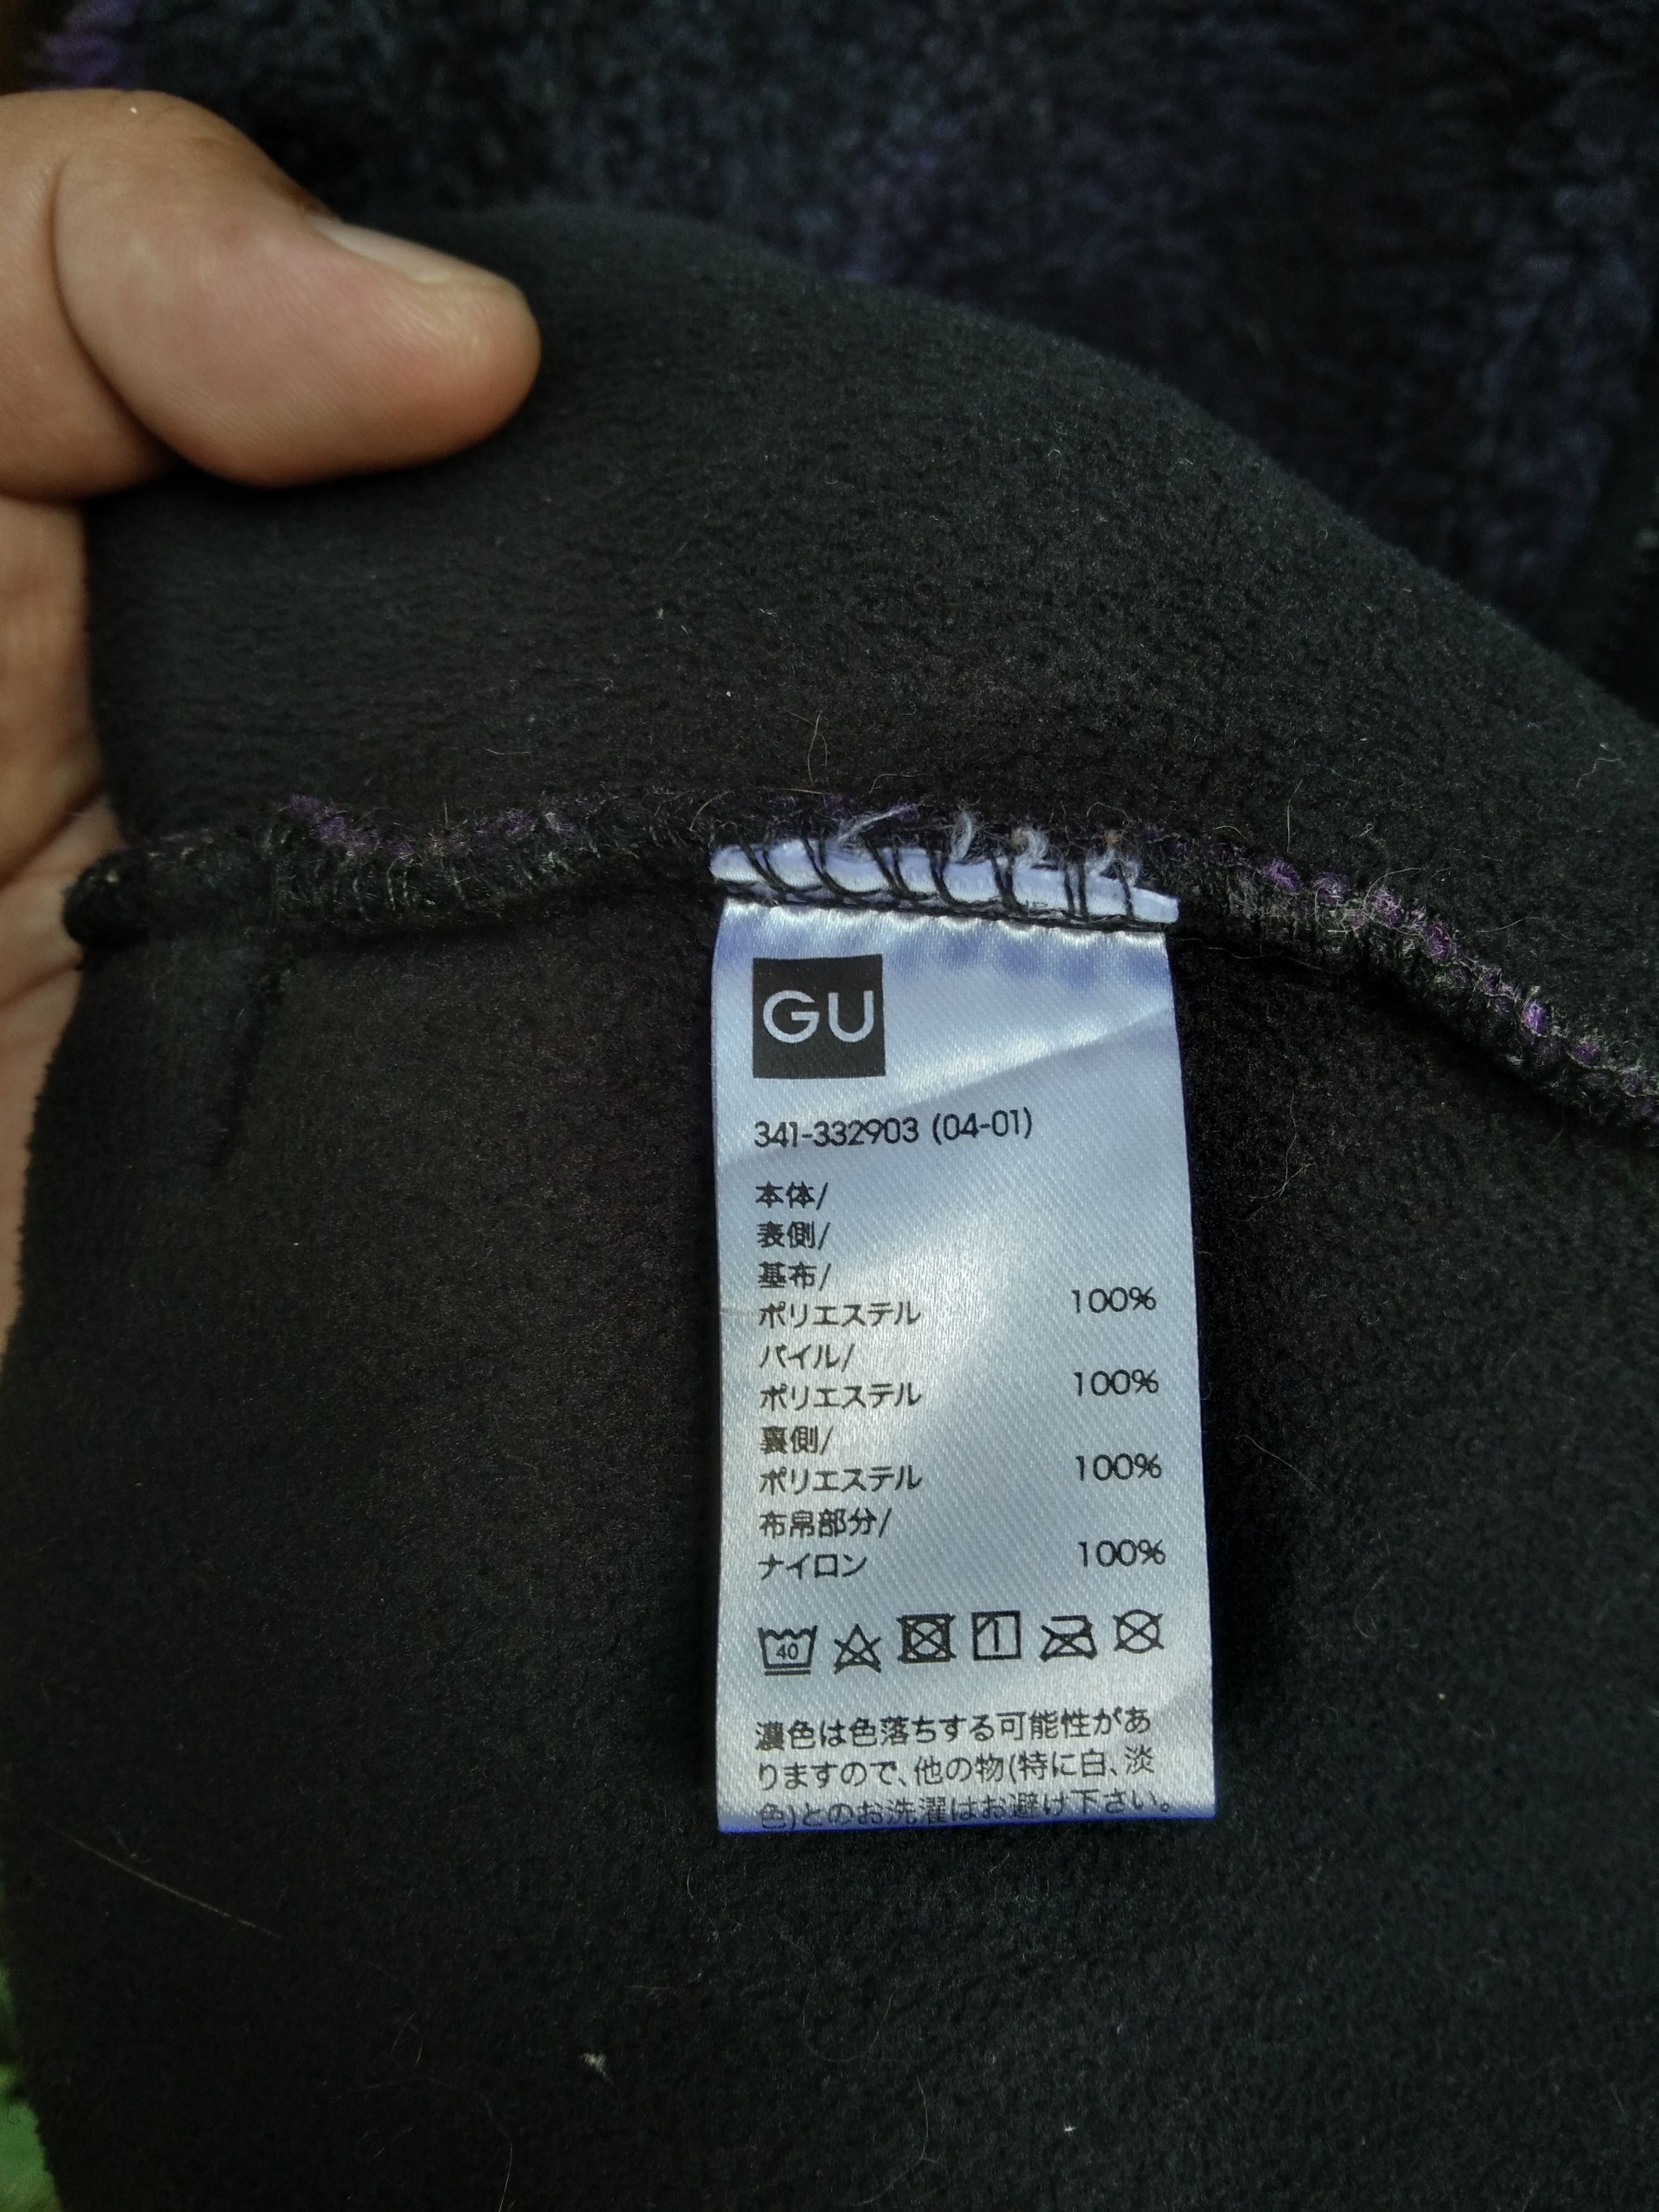 GU
341-332903 (04-01)
本体/
表側/
基布/
ポリエステル 100%
パイル/
ポリエステル 100%
裏側/
ポリエステル 100%
布帛部分/
ナイロン 100%
40
濃色は色落ちする可能性があ
りますので、他の物(特に白、淡
色)とのお洗濯はお避け下さい。